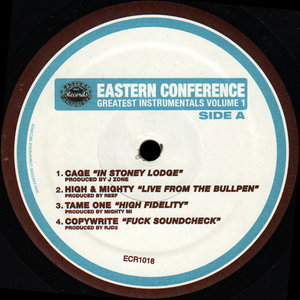 Records
EASTERN CONFERENCE
GREATEST INSTRUMENTALS VOLUME 1
SIDE A
1. CAGE "IN STONEY LODGE"
PRODUCED BY J ZONE
2. HIGH & MIGHTY "LIVE FROM THE BULLPEN"
PRODUCED BY REEF
3. TAME ONE "HIGH FIDELITY"
PRODUCED BY MIGHTY MI
4. COPYWRITE "FUCK SOUNDCHECK"
PRODUCED BY RJD2
ECR1018